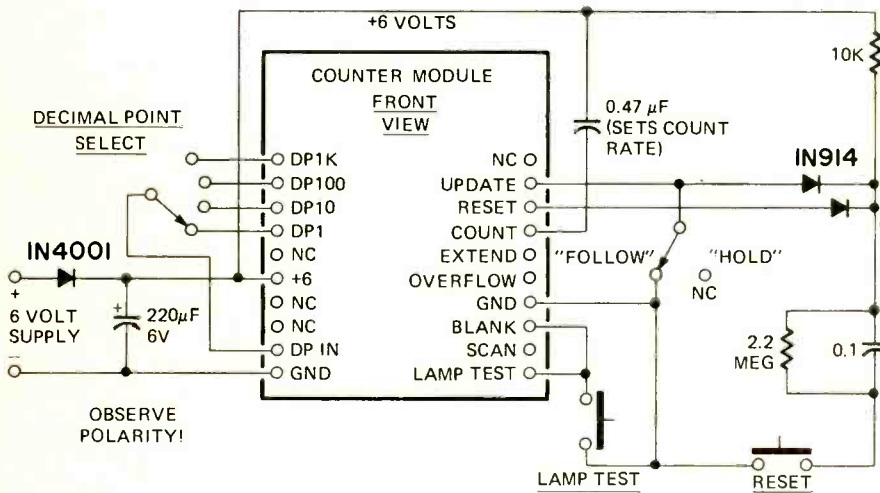 +6 VOLTS
10K
COUNTER MODULE
FRONT
VIEW
0.47 µF
(SETS COUNT
RATE)
DECIMAL POINT
SELECT
DP1K
DP100
DP10
DP1
NC
+6
NC
NC
DP IN
GND
NC
UPDATE
RESET
COUNT
EXTEND
OVERFLOW
GND
BLANK
SCAN
LAMP TEST
IN914
"FOLLOW"
"HOLD"
NC
IN4001
+
6 VOLT
SUPPLY
–
+
220µF
6V
OBSERVE
POLARITY!
2.2
MEG
0.1
LAMP TEST
RESET